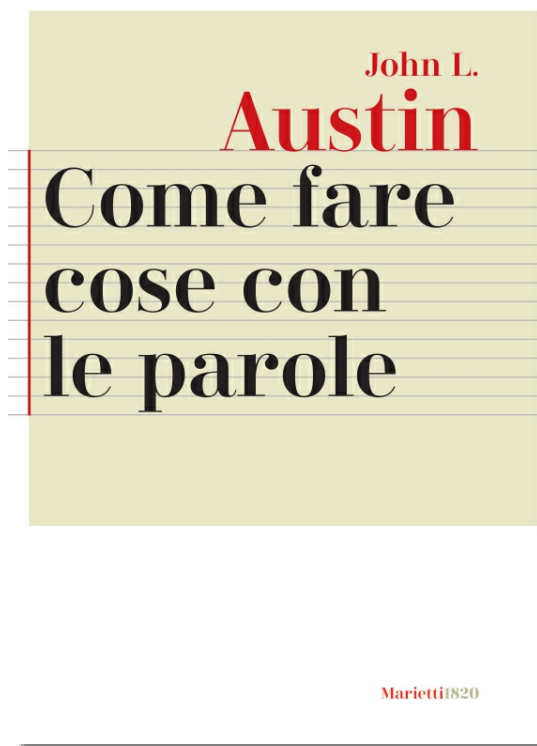 John L.
Austin
Come fare
cose con
le parole
Marietti1820